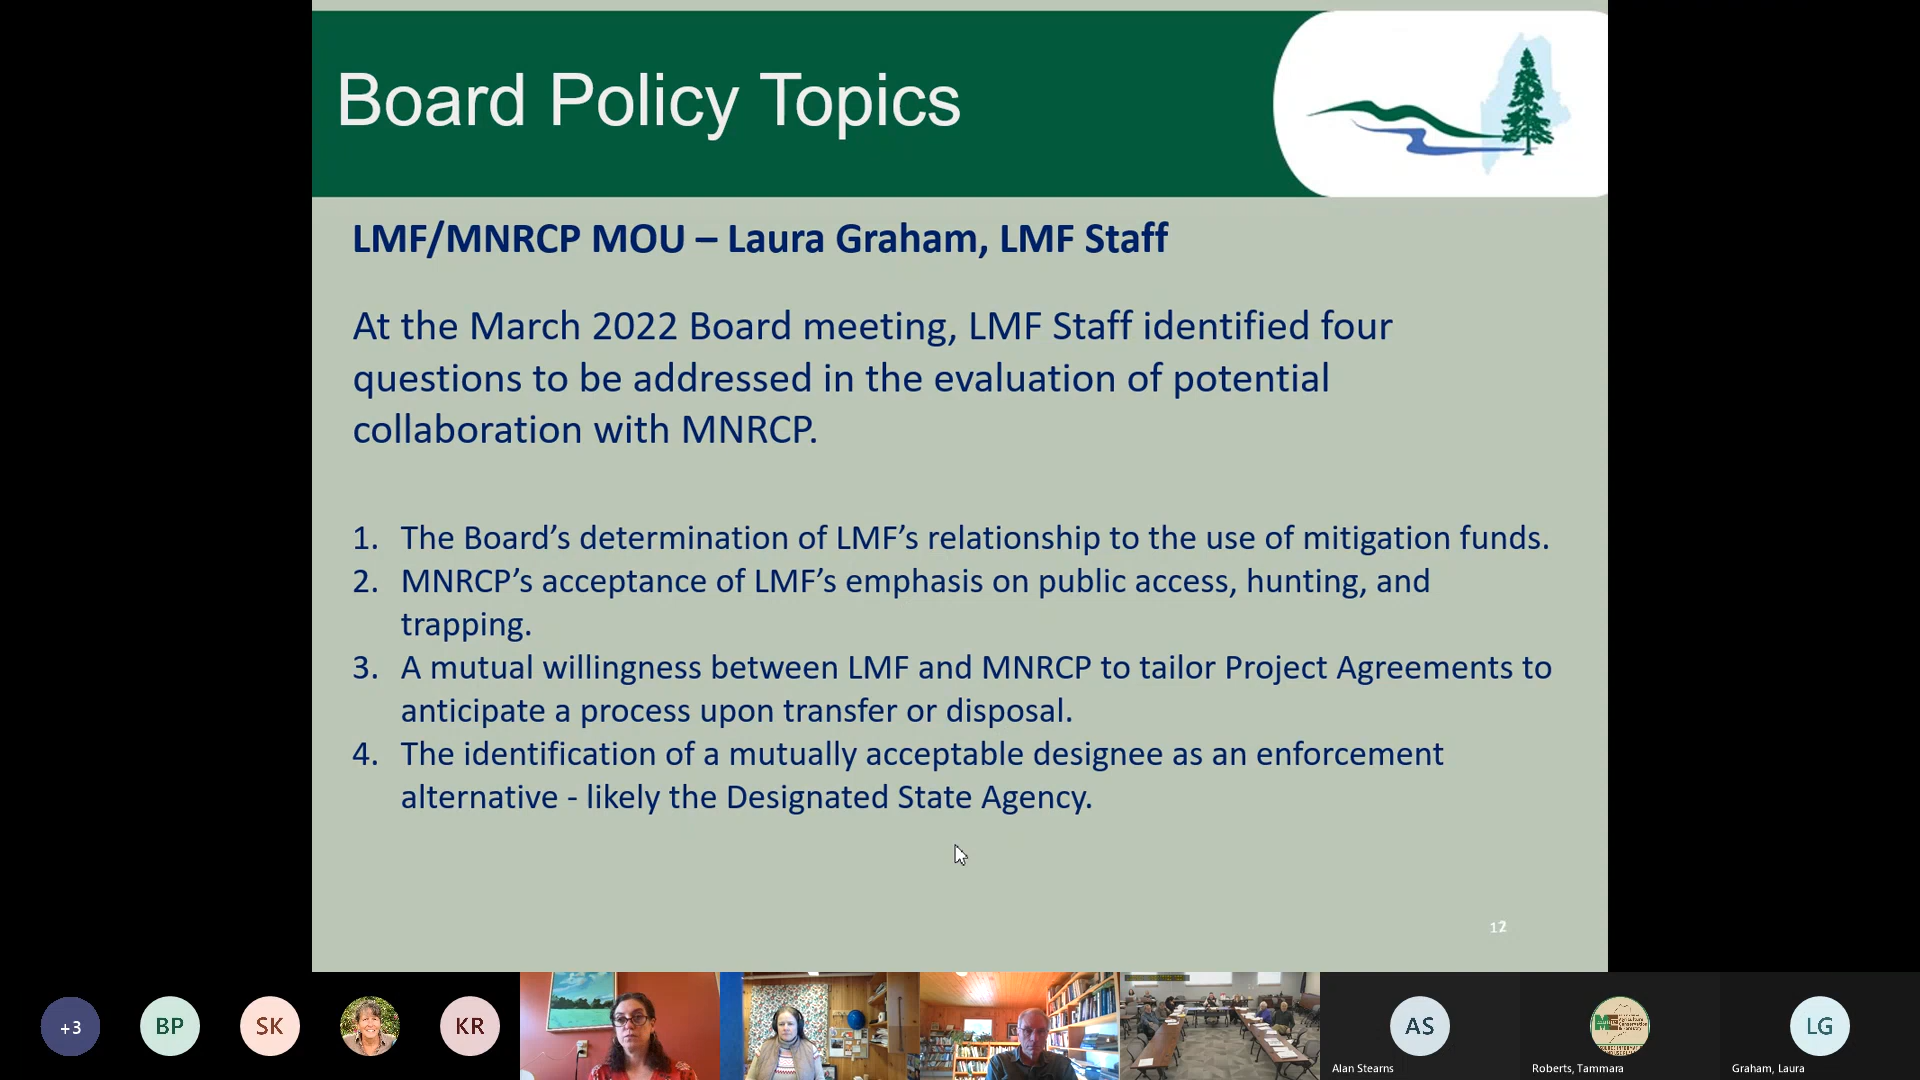 Board Policy Topics
LMF/MNRCP MOU – Laura Graham, LMF Staff
At the March 2022 Board meeting, LMF Staff identified four
questions to be addressed in the evaluation of potential
collaboration with MNRCP.
1. The Board’s determination of LMF’s relationship to the use of mitigation funds.
2. MNRCP’s acceptance of LMF’s emphasis on public access, hunting, and
trapping.
3. A mutual willingness between LMF and MNRCP to tailor Project Agreements to
anticipate a process upon transfer or disposal.
4. The identification of a mutually acceptable designee as an enforcement
alternative - likely the Designated State Agency.
12
+3
BP
SK
KR
AS
LG
Alan Stearns
Roberts, Tammara
Graham, Laura